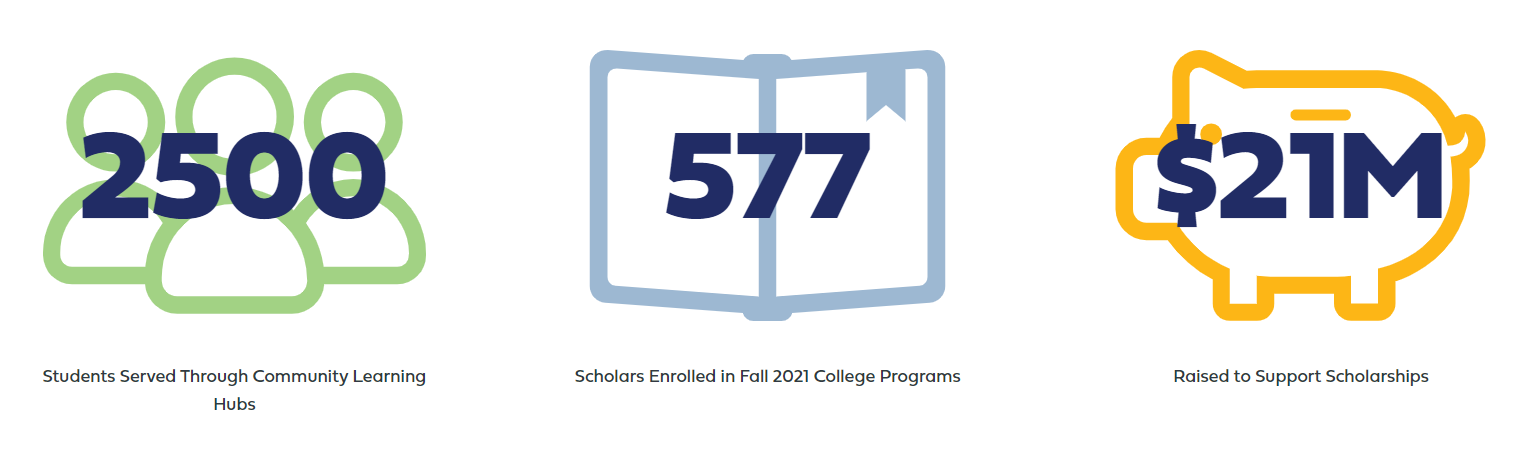 2500
Students Served Through Community Learning
Hubs
577
Scholars Enrolled in Fall 2021 College Programs
$21M
Raised to Support Scholarships